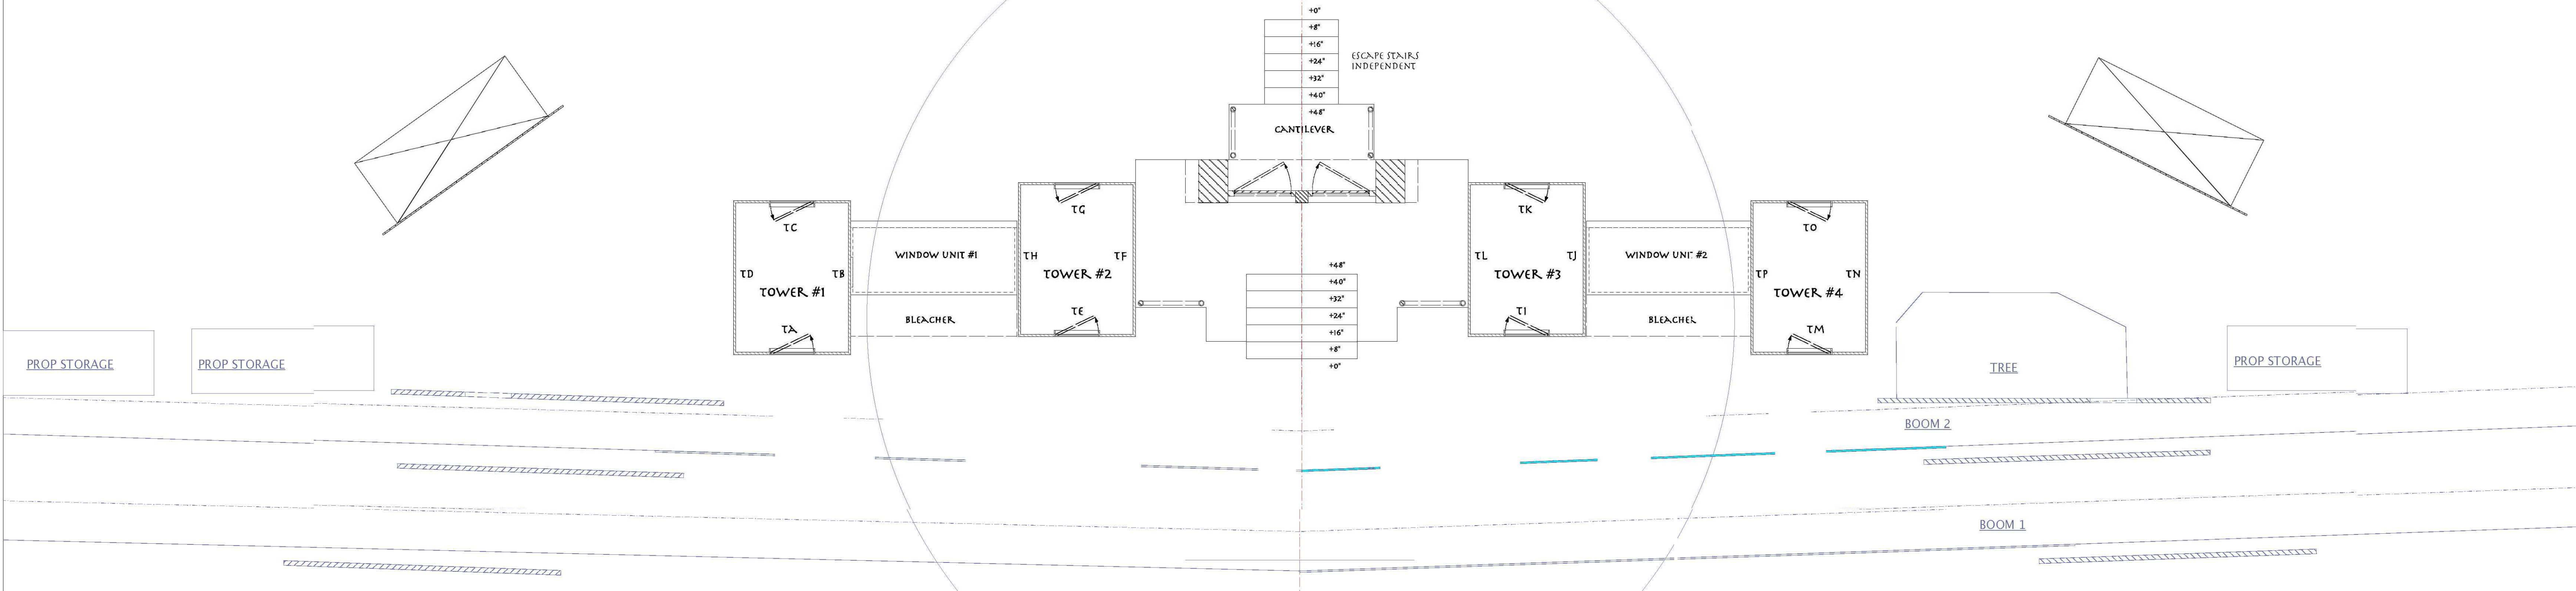 +0"
+8"
+16"
+24"
+32"
+40"
+48"
ESCAPE STAIRS
INDEPENDENT
CANTILEVER
TC
TD
TB
TOWER #1
TA
WINDOW UNIT #1
BLEACHER
TG
TH
TF
TOWER #2
TE
+48"
+40"
+32"
+24"
+16"
+8"
+0"
TK
TL
TJ
TOWER #3
TI
WINDOW UNIT #2
BLEACHER
TO
TP
TN
TOWER #4
TM
PROP STORAGE
PROP STORAGE
TREE
PROP STORAGE
BOOM 2
BOOM 1